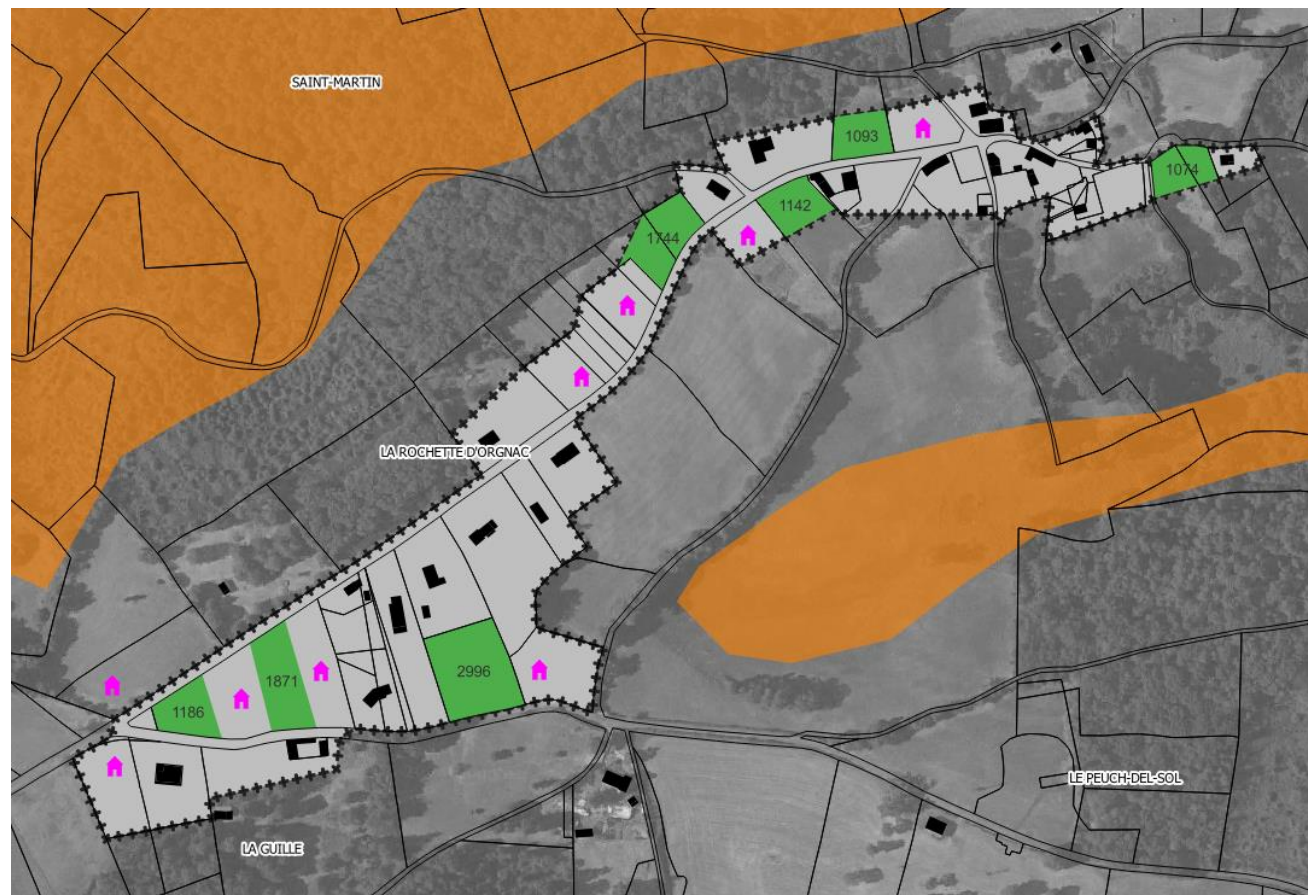 SAINT-MARTIN
1093
1074
1142
1744
LA ROCHETTE D'ORGNAC
2996
1871
1186
LE PEUCH-DEL-SOL
LA GUILLE